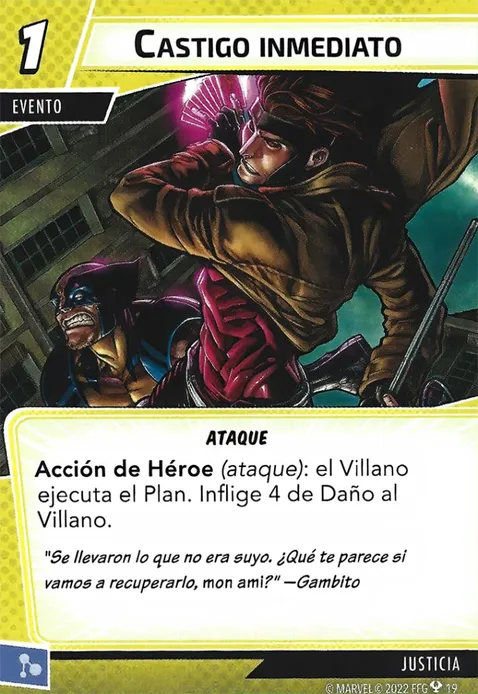 1
CASTIGO INMEDIATO
EVENTO
ATAQUE
Acción de Héroe (ataque): el Villano
ejecuta el Plan. Inflige 4 de Daño al
Villano.
"Se llevaron lo que no era suyo. ¿Qué te parece si
vamos a recuperarlo, mon ami?" —Gambito
JUSTICIA
© MARVEL © 2022 FFG 19